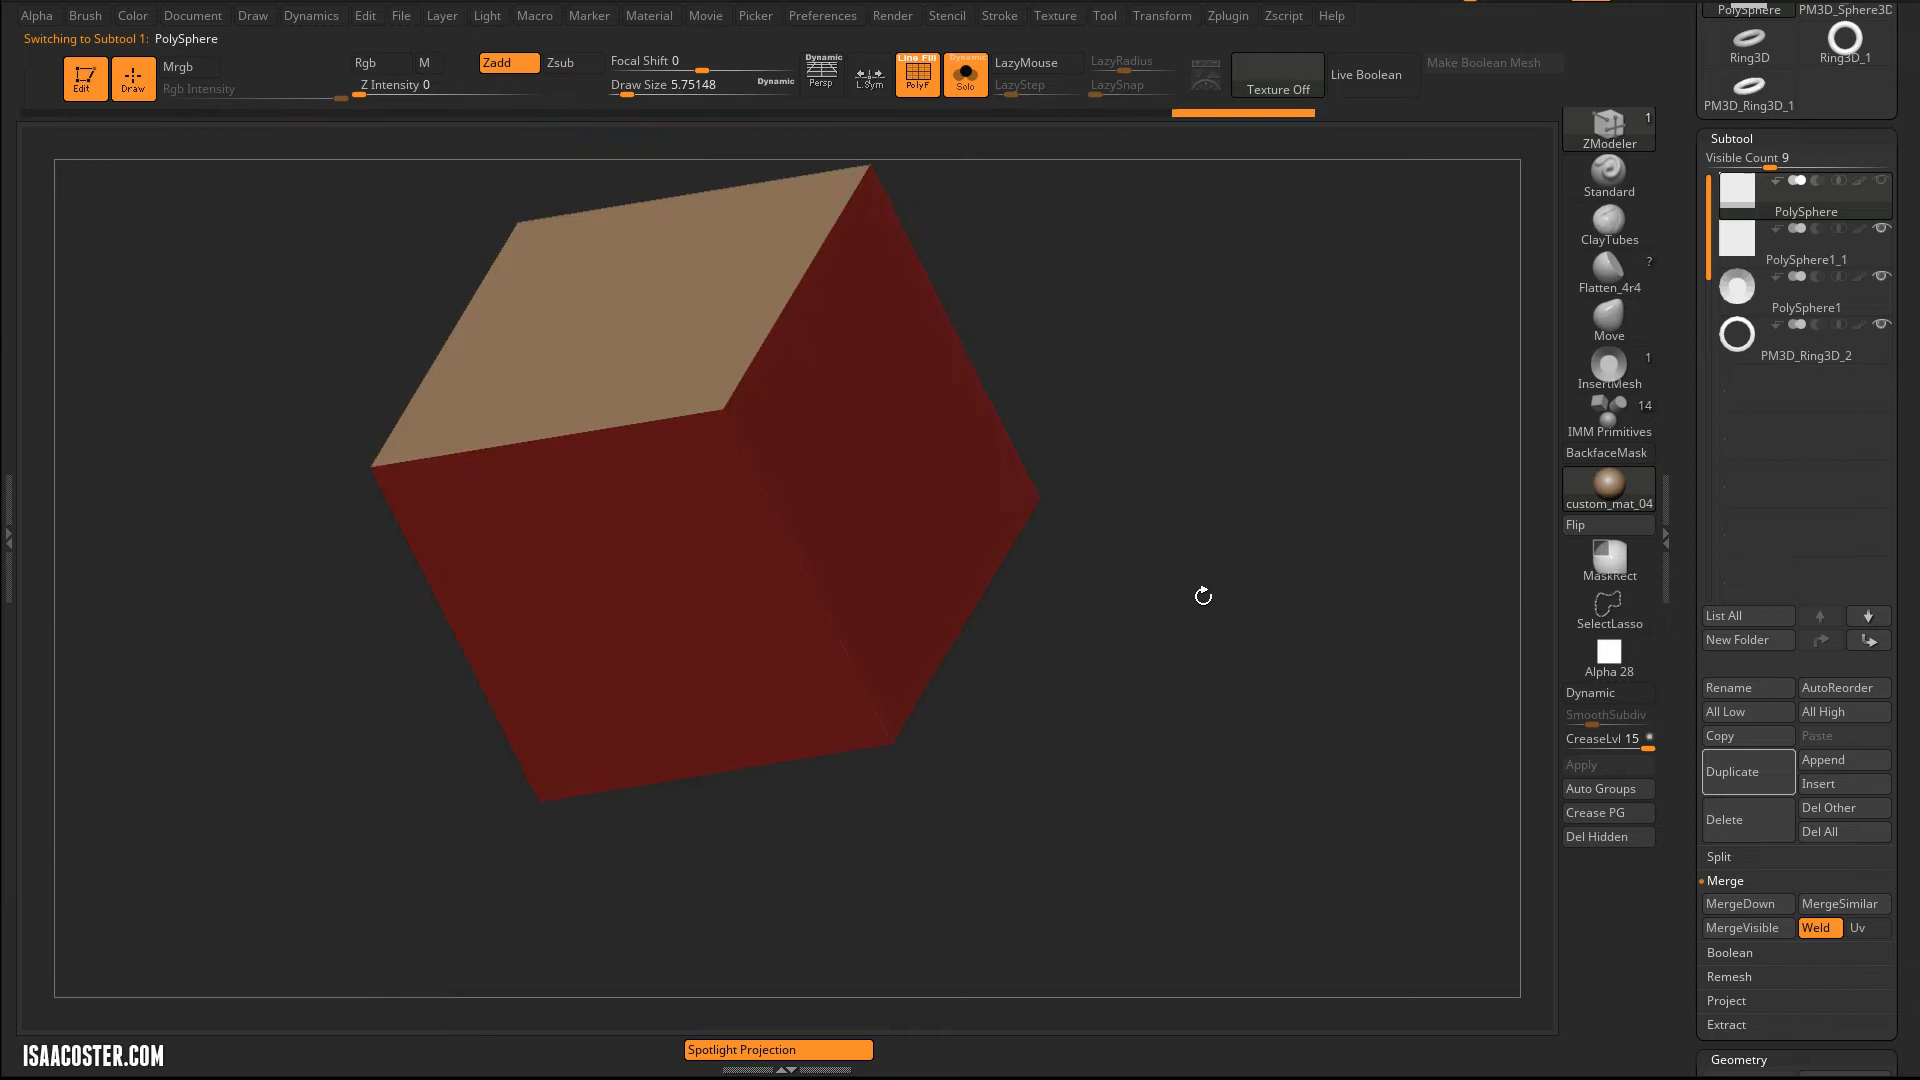 Alpha Brush Color Document Draw Dynamics Edit File Layer Light Macro Marker Material Movie Picker Preferences Render Stencil Stroke Texture Tool Transform Zplugin Zscript Help
Switching to Subtool 1: PolySphere
Edit
Draw
Mrgb
Rgb Intensity
Rgb
M
Z Intensity 0
Zadd
Zsub
Focal Shift 0
Draw Size 5.75148
Dynamic
Dynamic
Persp
L.Sym
Line Fill
PolyF
Dynamic
Solo
LazyMouse
LazyStep
LazyRadius
LazySnap
Texture Off
Live Boolean
Make Boolean Mesh
1
ZModeler
Standard
ClayTubes
?
Flatten_4r4
Move
1
InsertMesh
14
IMM Primitives
BackfaceMask
custom_mat_04
Flip
MaskRect
SelectLasso
Alpha 28
Dynamic
SmoothSubdiv
CreaseLvl 15
Apply
Auto Groups
Crease PG
Del Hidden
PolySphere PM3D_Sphere3D
Ring3D Ring3D_1
PM3D_Ring3D_1
Subtool
Visible Count 9
PolySphere
PolySphere1_1
PolySphere1
PM3D_Ring3D_2
List All
New Folder
Rename AutoReorder
All Low All High
Copy Paste
Duplicate
Append
Insert
Delete
Del Other
Del All
Split
Merge
MergeDown MergeSimilar
MergeVisible Weld Uv
Boolean
Remesh
Project
Extract
Geometry
ISAACOSTER.COM
Spotlight Projection